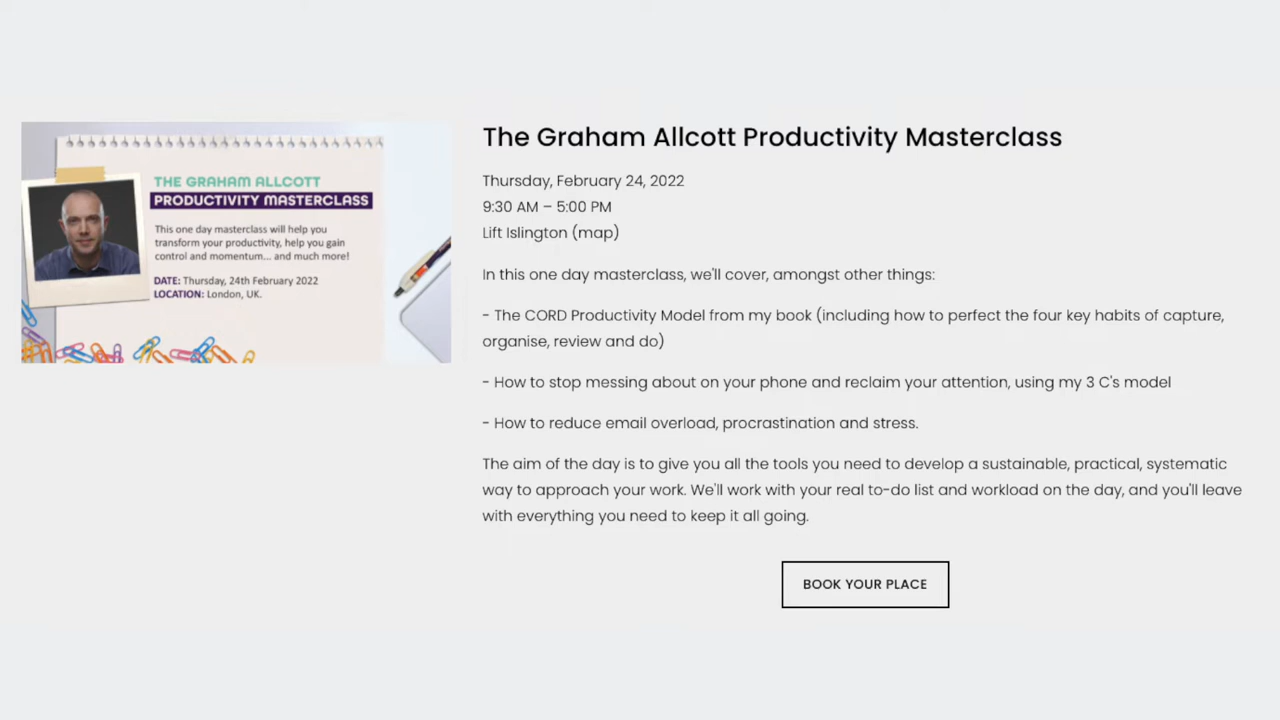 THE GRAHAM ALLCOTT
PRODUCTIVITY MASTERCLASS
This one day masterclass will help you
transform your productivity, help you gain
control and momentum... and much more!
DATE: Thursday, 24th February 2022
LOCATION: London, UK.
The Graham Allcott Productivity Masterclass
Thursday, February 24, 2022
9:30 AM – 5:00 PM
Lift Islington (map)
In this one day masterclass, we'll cover, amongst other things:
- The CORD Productivity Model from my book (including how to perfect the four key habits of capture,
organise, review and do)
- How to stop messing about on your phone and reclaim your attention, using my 3 C's model
- How to reduce email overload, procrastination and stress.
The aim of the day is to give you all the tools you need to develop a sustainable, practical, systematic
way to approach your work. We'll work with your real to-do list and workload on the day, and you'll leave
with everything you need to keep it all going.
BOOK YOUR PLACE